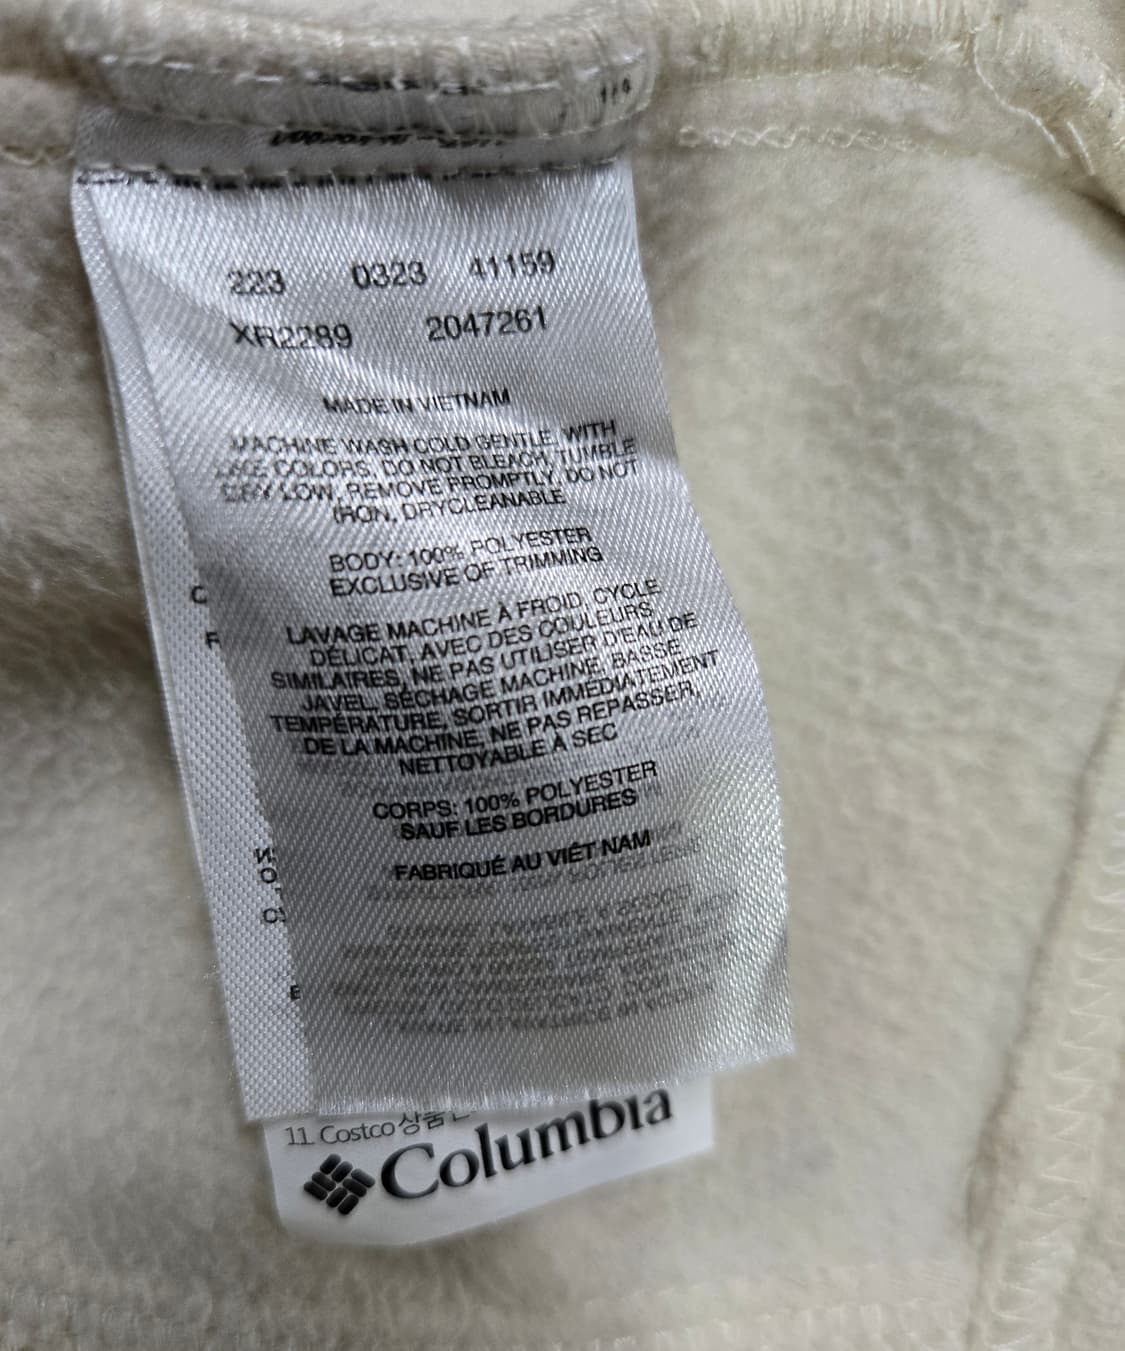 223 0323 41159
XR2289 2047261
MADE IN VIETNAM
MACHINE WASH COLD GENTLE, WITH
LIKE COLORS, DO NOT BLEACH, TUMBLE
DRY LOW, REMOVE PROMPTLY, DO NOT
IRON, DRYCLEANABLE
BODY: 100% POLYESTER
EXCLUSIVE OF TRIMMING
LAVAGE MACHINE À FROID, CYCLE
DÉLICAT, AVEC DES COULEURS
SIMILAIRES, NE PAS UTILISER D'EAU DE
JAVEL, SÉCHAGE MACHINE, BASSE
TEMPÉRATURE, SORTIR IMMÉDIATEMENT
DE LA MACHINE, NE PAS REPASSER,
NETTOYABLE À SEC
CORPS: 100% POLYESTER
SAUF LES BORDURES
FABRIQUÉ AU VIÊT NAM
11. Costco 상품
Columbia